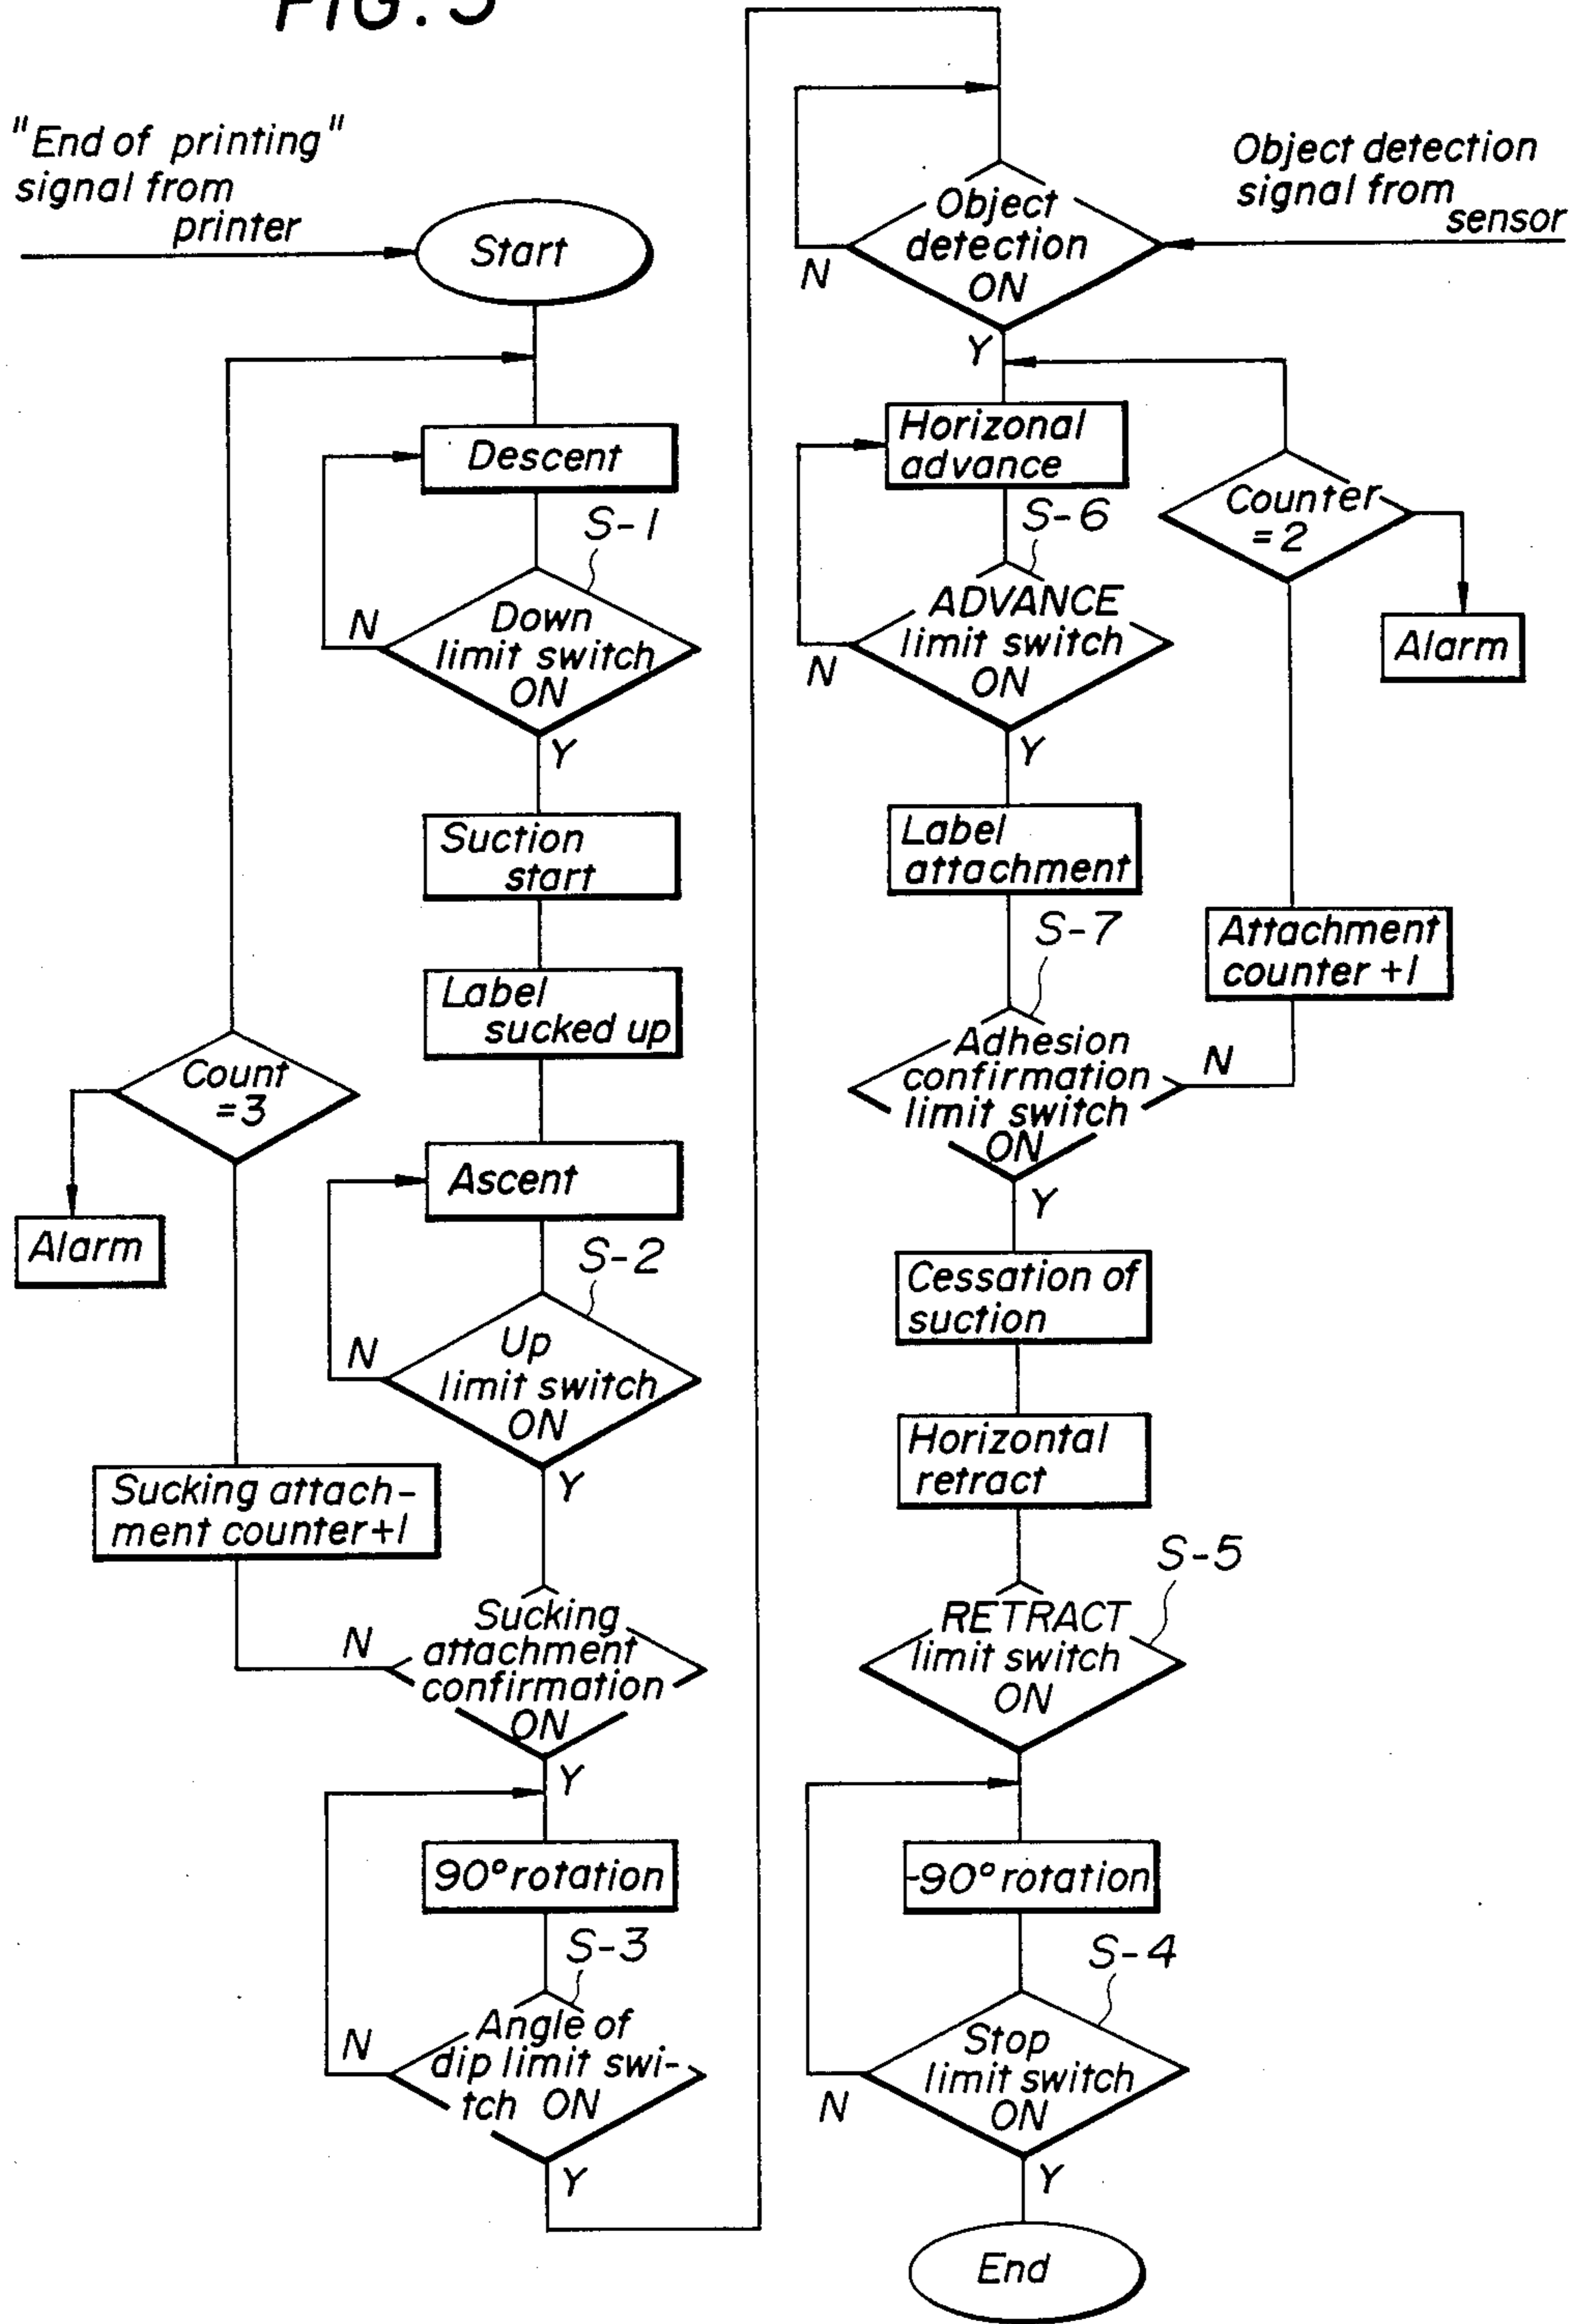 FIG. 5
"End of printing"
signal from
printer
Start
Descent
S-1
Down
limit switch
ON
N
Y
Suction
start
Label
sucked up
Count
=3
Alarm
Ascent
S-2
Up
limit switch
ON
N
Y
Sucking attach-
ment counter+1
Sucking
attachment
confirmation
ON
N
Y
90° rotation
S-3
Angle of
dip limit swi-
tch ON
N
Y
Object detection
signal from
sensor
Object
detection
ON
N
Y
Horizonal
advance
S-6
ADVANCE
limit switch
ON
N
Y
Counter
=2
Alarm
Label
attachment
S-7
Attachment
counter +1
Adhesion
confirmation
limit switch
ON
N
Y
Cessation of
suction
Horizontal
retract
S-5
RETRACT
limit switch
ON
-90° rotation
S-4
Stop
limit switch
ON
N
Y
End